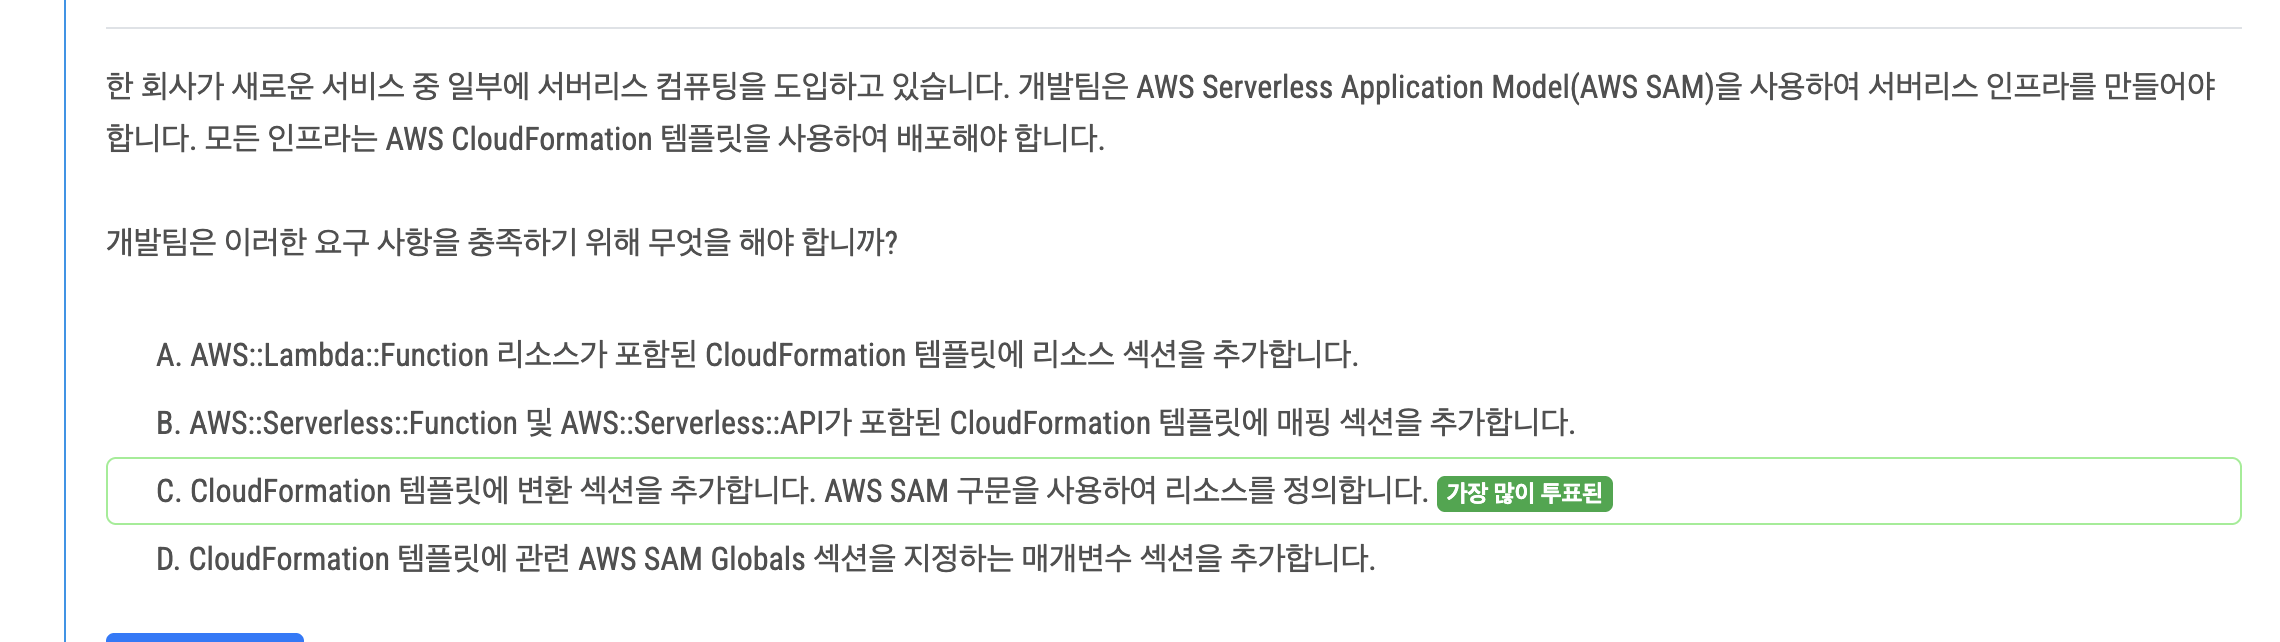 한 회사가 새로운 서비스 중 일부에 서버리스 컴퓨팅을 도입하고 있습니다. 개발팀은 AWS Serverless Application Model(AWS SAM)을 사용하여 서버리스 인프라를 만들어야
합니다. 모든 인프라는 AWS CloudFormation 템플릿을 사용하여 배포해야 합니다.
개발팀은 이러한 요구 사항을 충족하기 위해 무엇을 해야 합니까?
A. AWS::Lambda::Function 리소스가 포함된 CloudFormation 템플릿에 리소스 섹션을 추가합니다.
B. AWS::Serverless::Function 및 AWS::Serverless::API가 포함된 CloudFormation 템플릿에 매핑 섹션을 추가합니다.
C. CloudFormation 템플릿에 변환 섹션을 추가합니다. AWS SAM 구문을 사용하여 리소스를 정의합니다. 가장 많이 투표된
D. CloudFormation 템플릿에 관련 AWS SAM Globals 섹션을 지정하는 매개변수 섹션을 추가합니다.